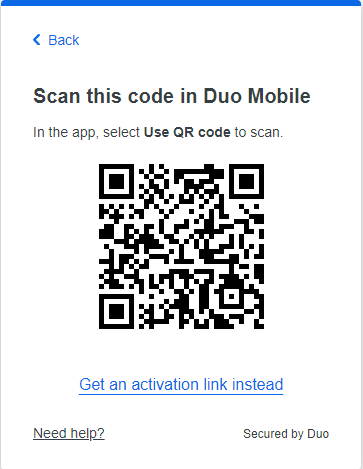 Back
Scan this code in Duo Mobile
In the app, select Use QR code to scan.
Get an activation link instead
Need help?
Secured by Duo